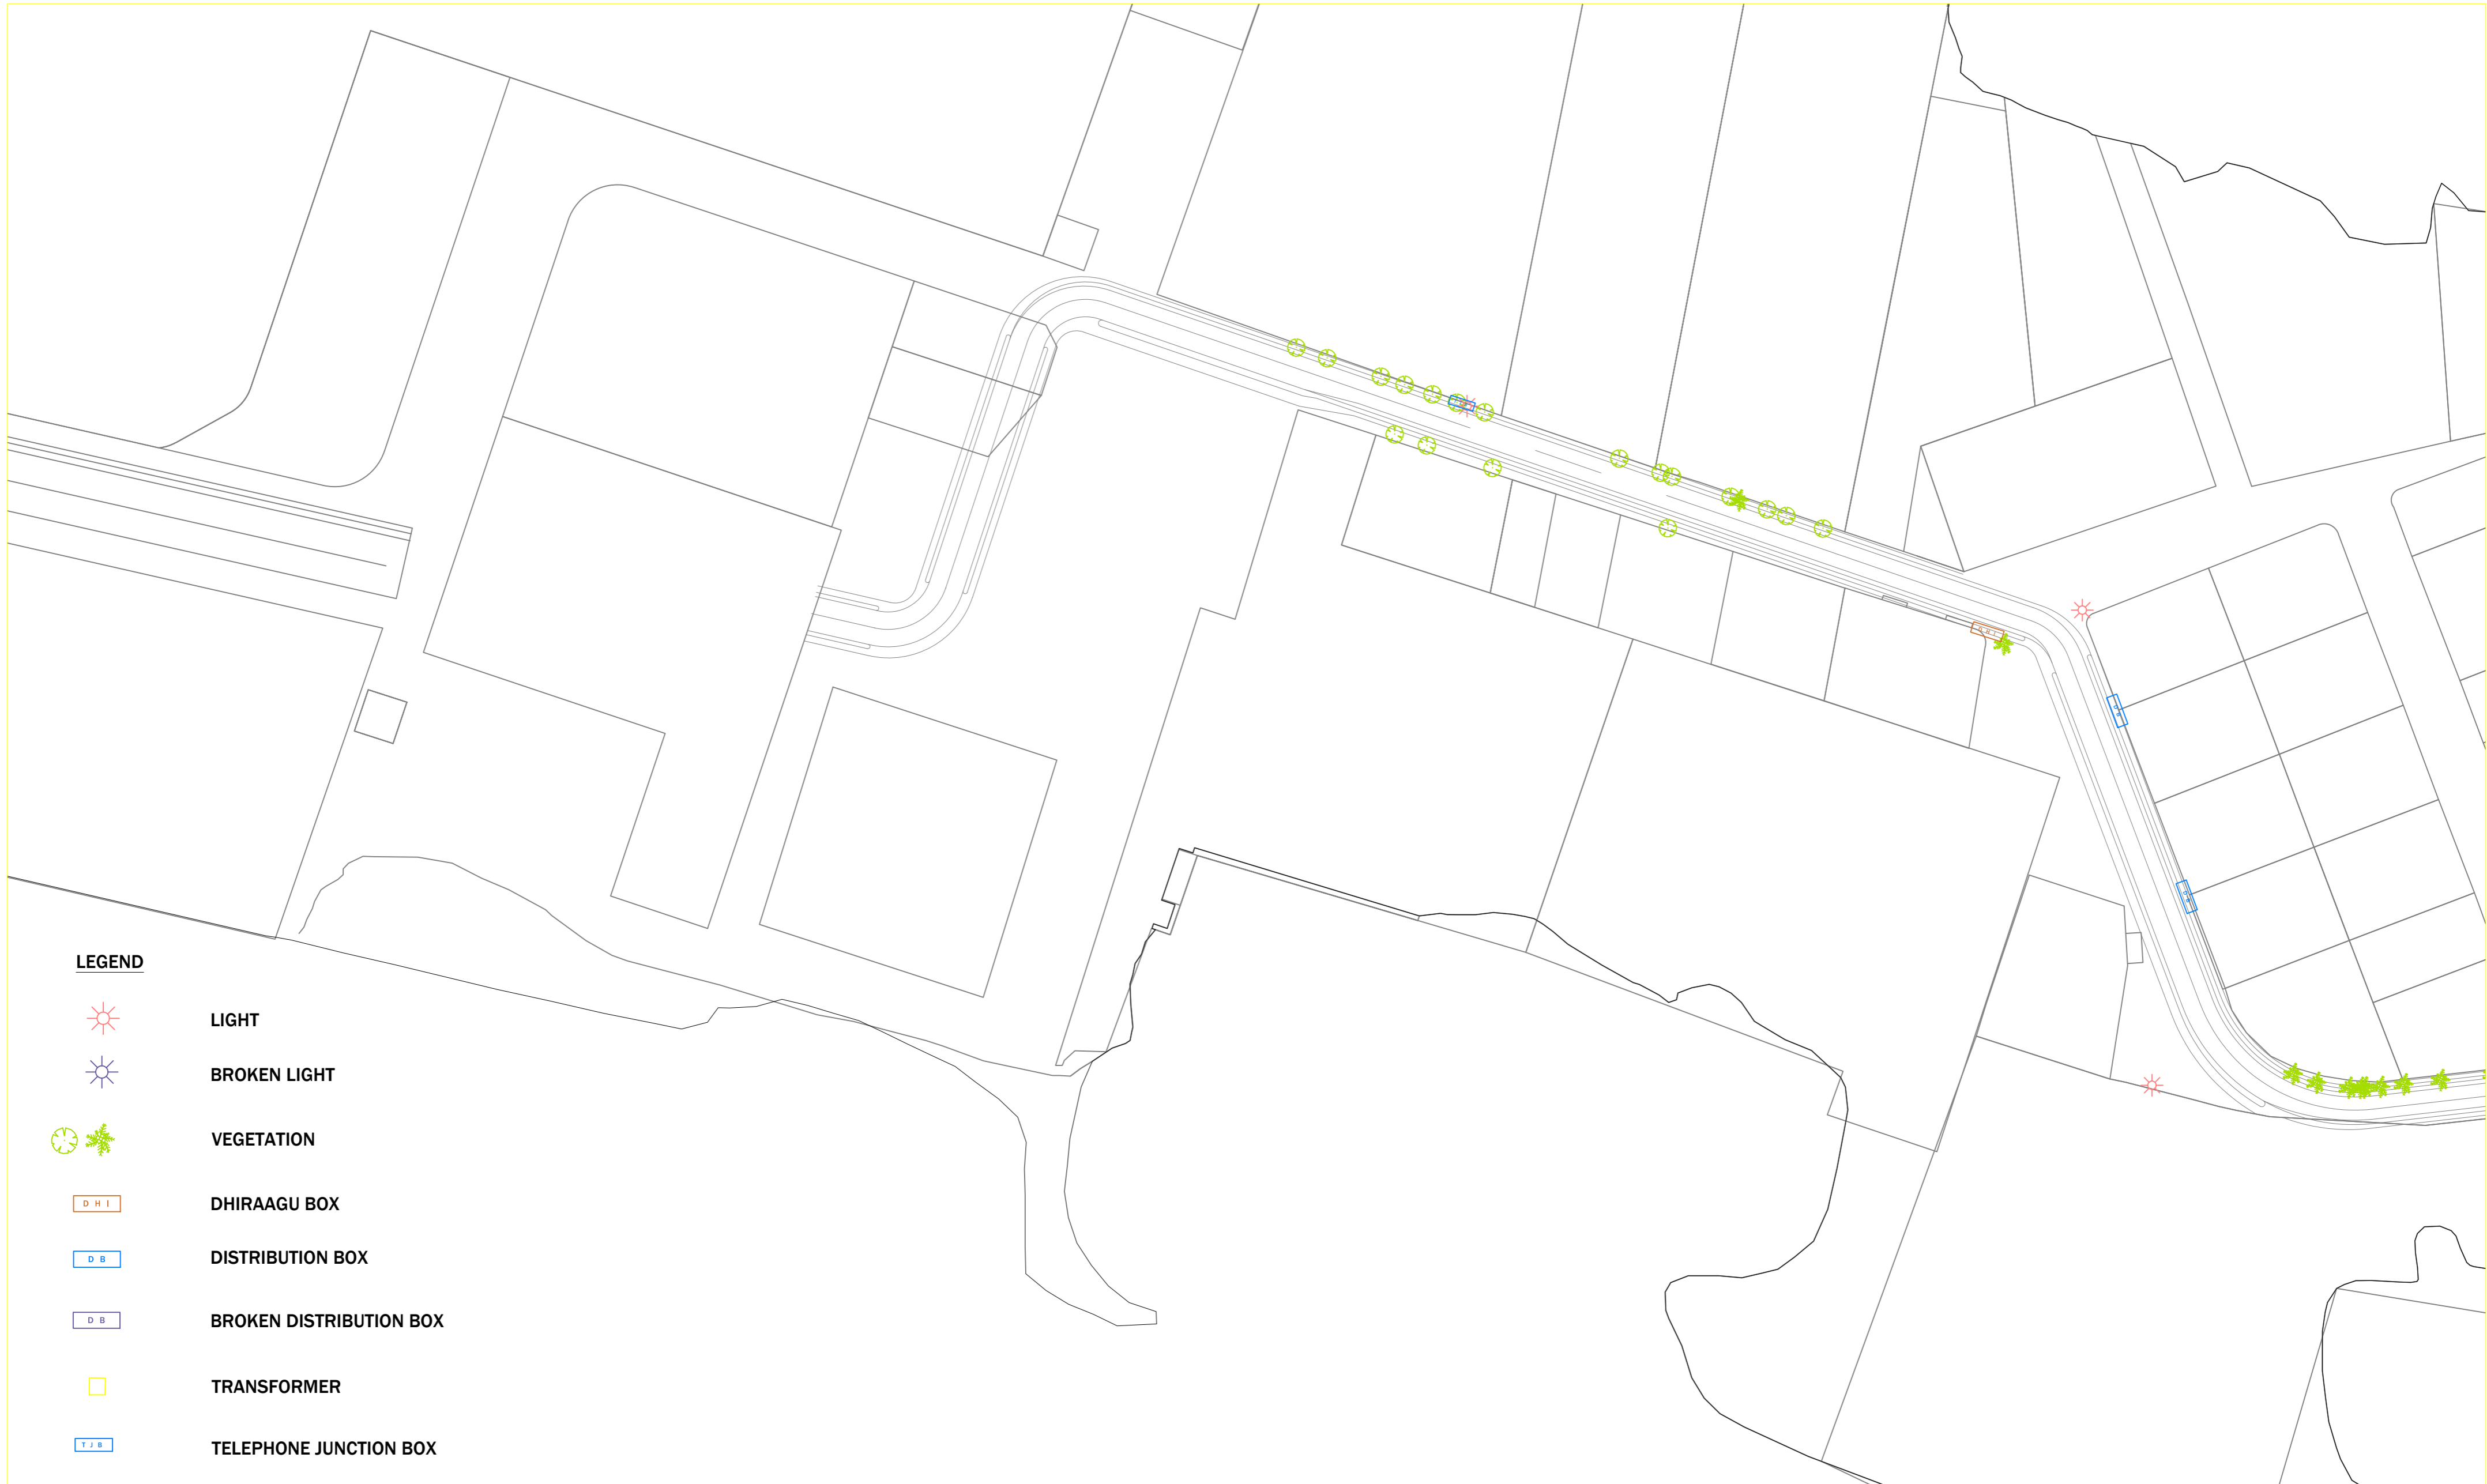 LEGEND
LIGHT
BROKEN LIGHT
VEGETATION
D H I DHIRAAGU BOX
D B DISTRIBUTION BOX
D B BROKEN DISTRIBUTION BOX
TRANSFORMER
T J B TELEPHONE JUNCTION BOX
D H I
D B
D B